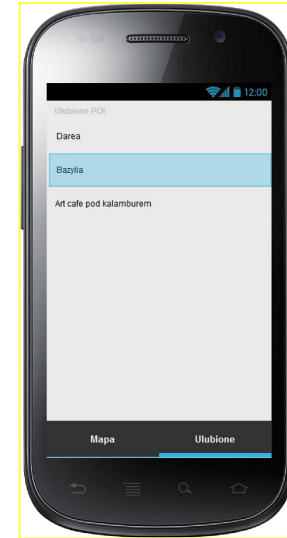 12:00
Ulubione POI
Darea
Bazylia
Art cafe pod kalamburem
Mapa Ulubione